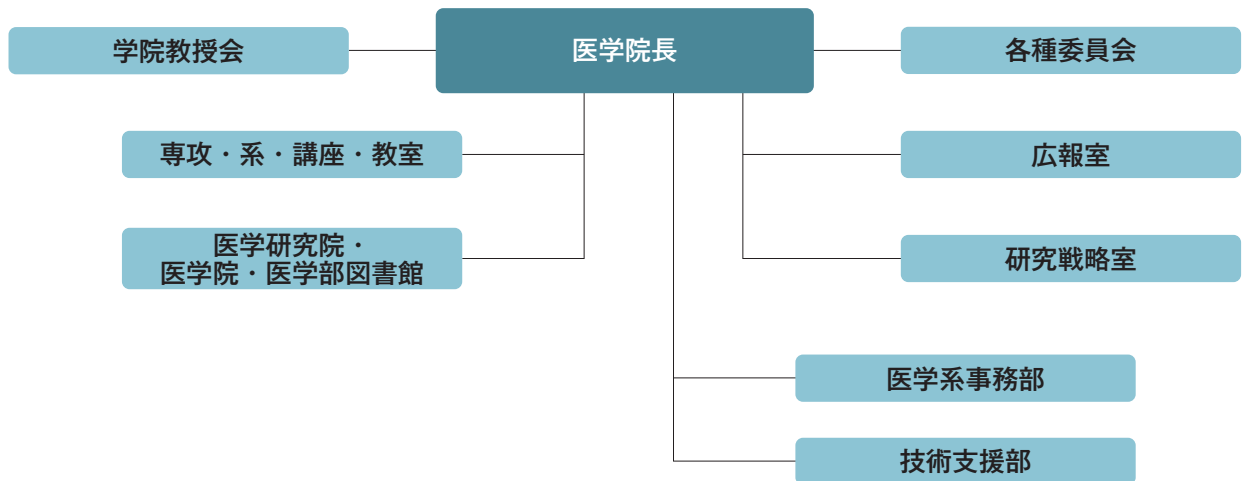 学院教授会
医学院長
各種委員会
専攻・系・講座・教室
広報室
医学研究院・
医学院・医学部図書館
研究戦略室
医学系事務部
技術支援部